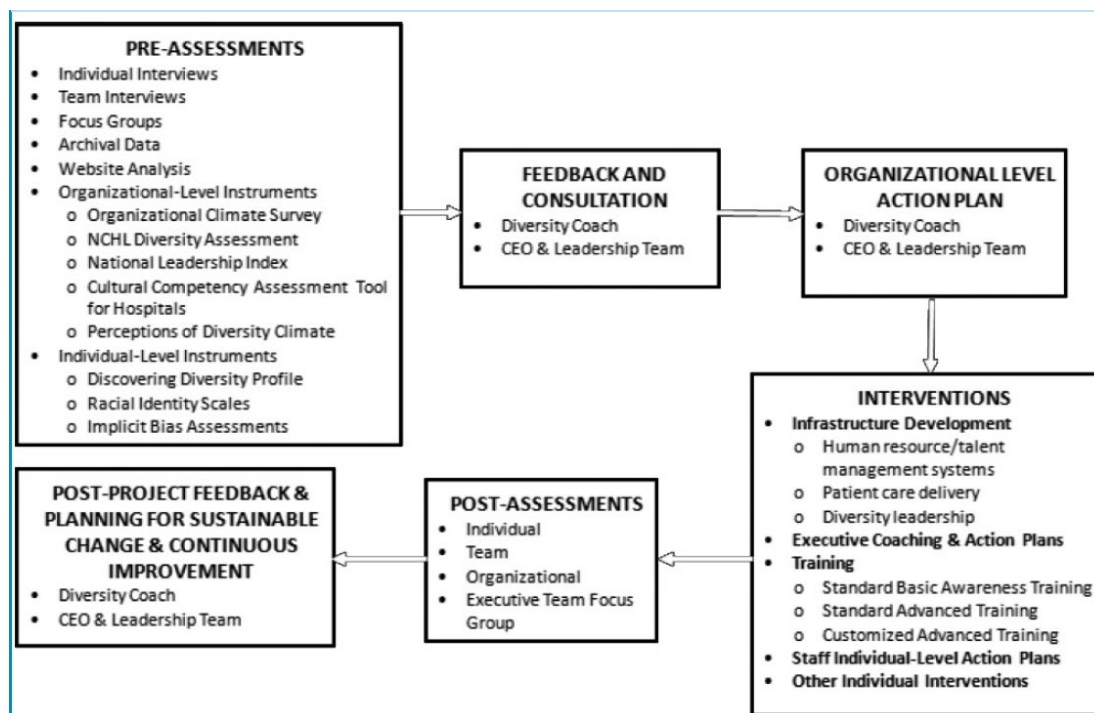 PRE-ASSESSMENTS
• Individual Interviews
• Team Interviews
• Focus Groups
• Archival Data
• Website Analysis
• Organizational-Level Instruments
o Organizational Climate Survey
o NCHL Diversity Assessment
o National Leadership Index
o Cultural Competency Assessment Tool
for Hospitals
o Perceptions of Diversity Climate
• Individual-Level Instruments
o Discovering Diversity Profile
o Racial Identity Scales
o Implicit Bias Assessments
FEEDBACK AND
CONSULTATION
• Diversity Coach
• CEO & Leadership Team
ORGANIZATIONAL LEVEL
ACTION PLAN
• Diversity Coach
• CEO & Leadership Team
INTERVENTIONS
• Infrastructure Development
o Human resource/talent
management systems
o Patient care delivery
o Diversity leadership
• Executive Coaching & Action Plans
• Training
o Standard Basic Awareness Training
o Standard Advanced Training
o Customized Advanced Training
• Staff Individual-Level Action Plans
• Other Individual Interventions
POST-ASSESSMENTS
• Individual
• Team
• Organizational
• Executive Team Focus
Group
POST-PROJECT FEEDBACK &
PLANNING FOR SUSTAINABLE
CHANGE & CONTINUOUS
IMPROVEMENT
• Diversity Coach
• CEO & Leadership Team